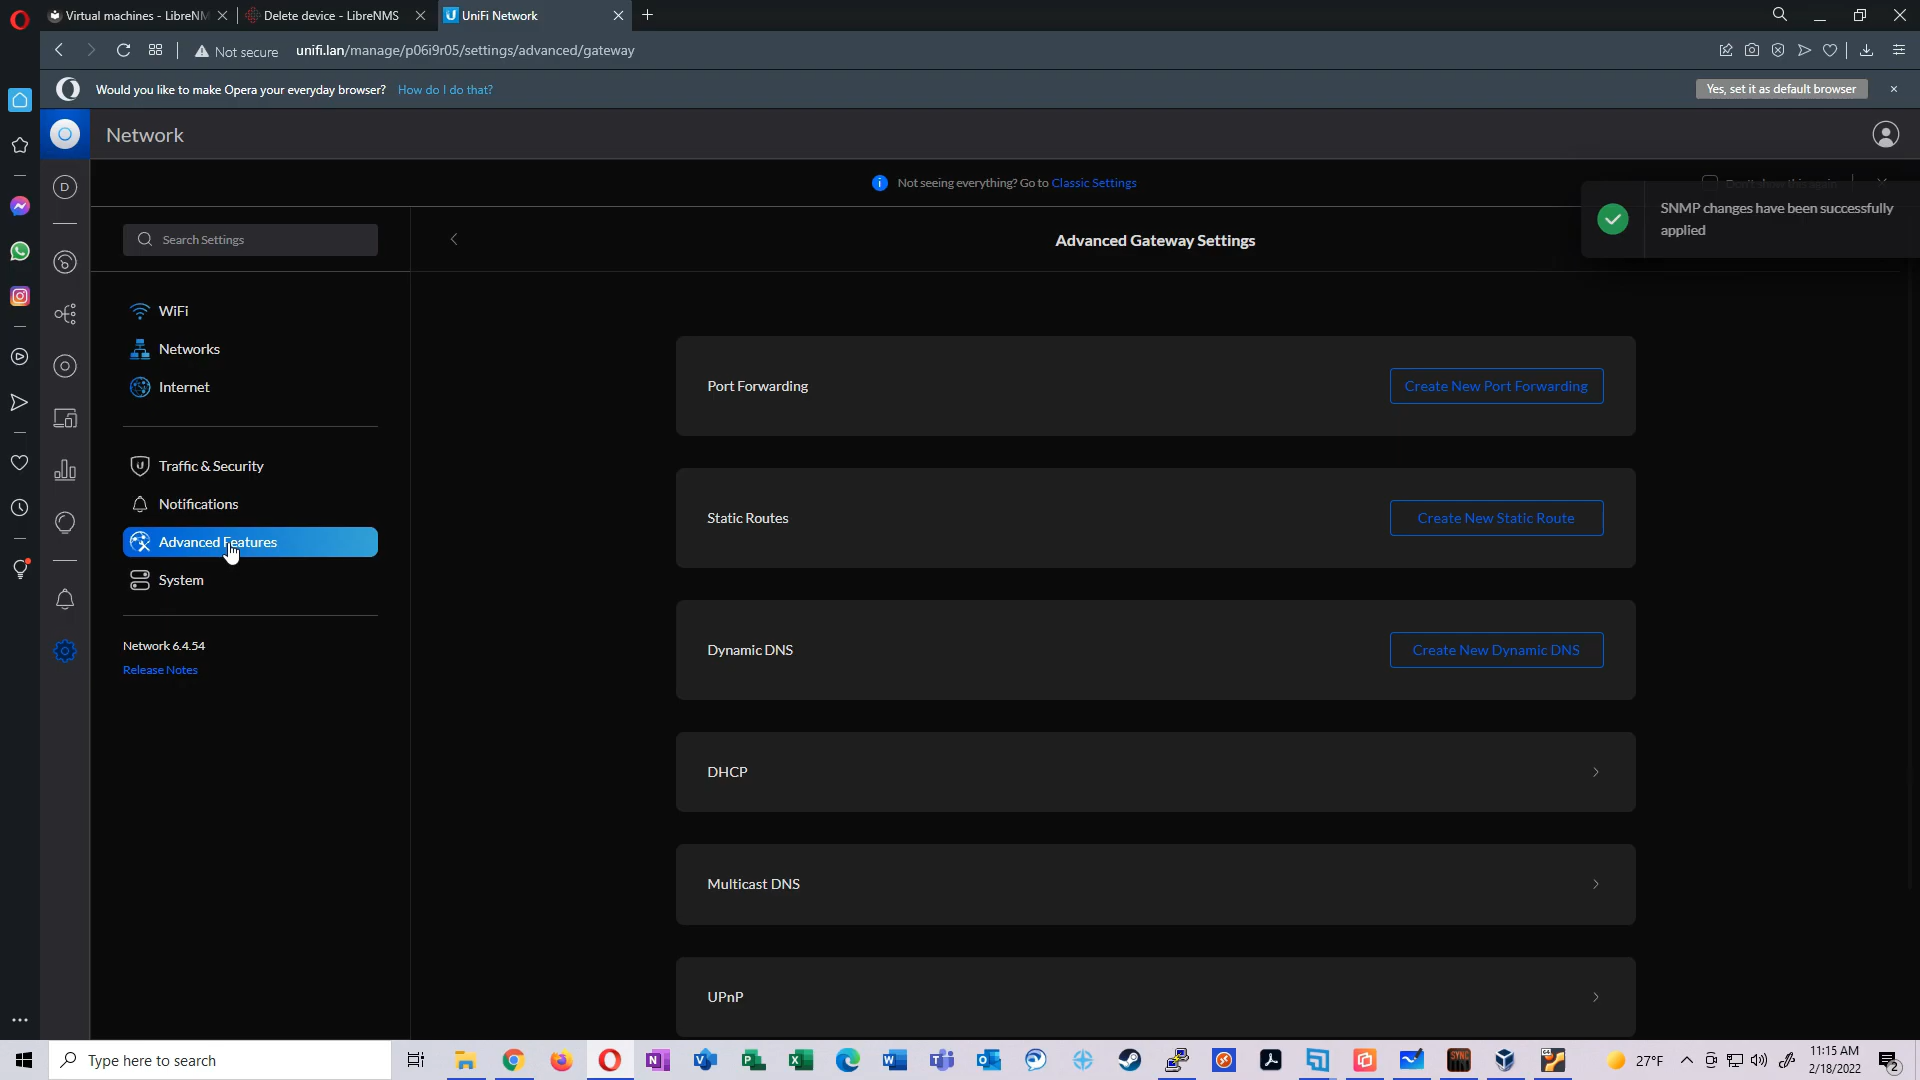 Virtual machines - LibreNM
Delete device - LibreNMS
UniFi Network
Not secure
unifi.lan/manage/p06i9r05/settings/advanced/gateway
Would you like to make Opera your everyday browser? How do I do that?
Yes, set it as default browser
Network
D
Not seeing everything? Go to Classic Settings
Don't show this again
SNMP changes have been successfully
applied
Search Settings
Advanced Gateway Settings
WiFi
Networks
Internet
Traffic & Security
Notifications
Advanced Features
System
Network 6.4.54
Release Notes
Port Forwarding
Create New Port Forwarding
Static Routes
Create New Static Route
Dynamic DNS
Create New Dynamic DNS
DHCP
Multicast DNS
UPnP
Type here to search
27°F
11:15 AM
2/18/2022
2